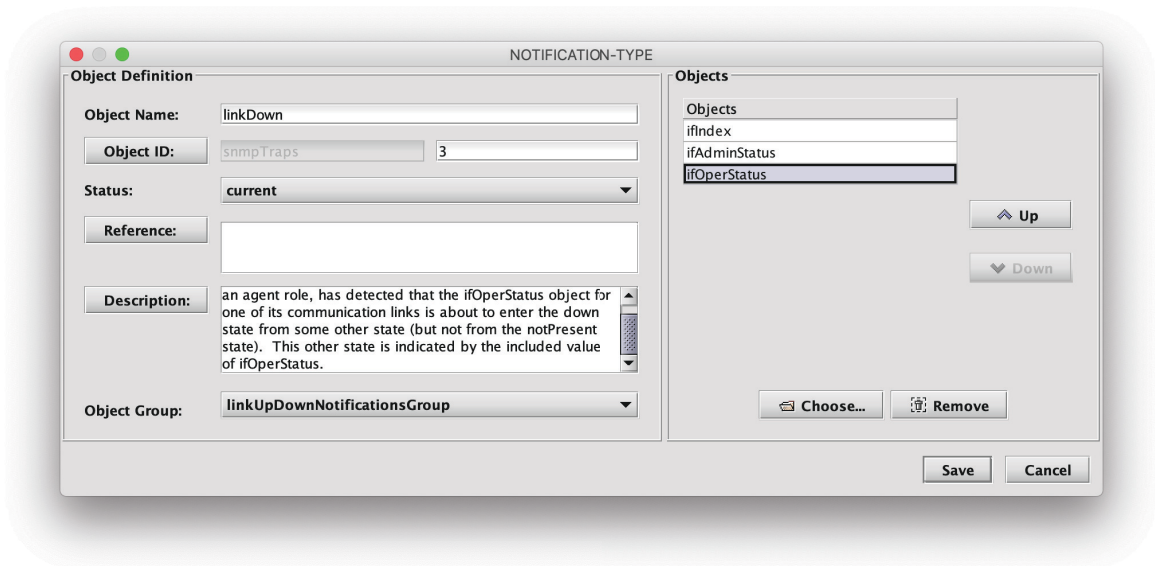 NOTIFICATION-TYPE
Object Definition
Object Name:
linkDown
Object ID:
snmpTraps
3
Status:
current
Reference:
Description:
an agent role, has detected that the ifOperStatus object for
one of its communication links is about to enter the down
state from some other state (but not from the notPresent
state).  This other state is indicated by the included value
of ifOperStatus.
Object Group:
linkUpDownNotificationsGroup
Objects
Objects
ifIndex
ifAdminStatus
ifOperStatus
Up
Down
Choose...
Remove
Save
Cancel